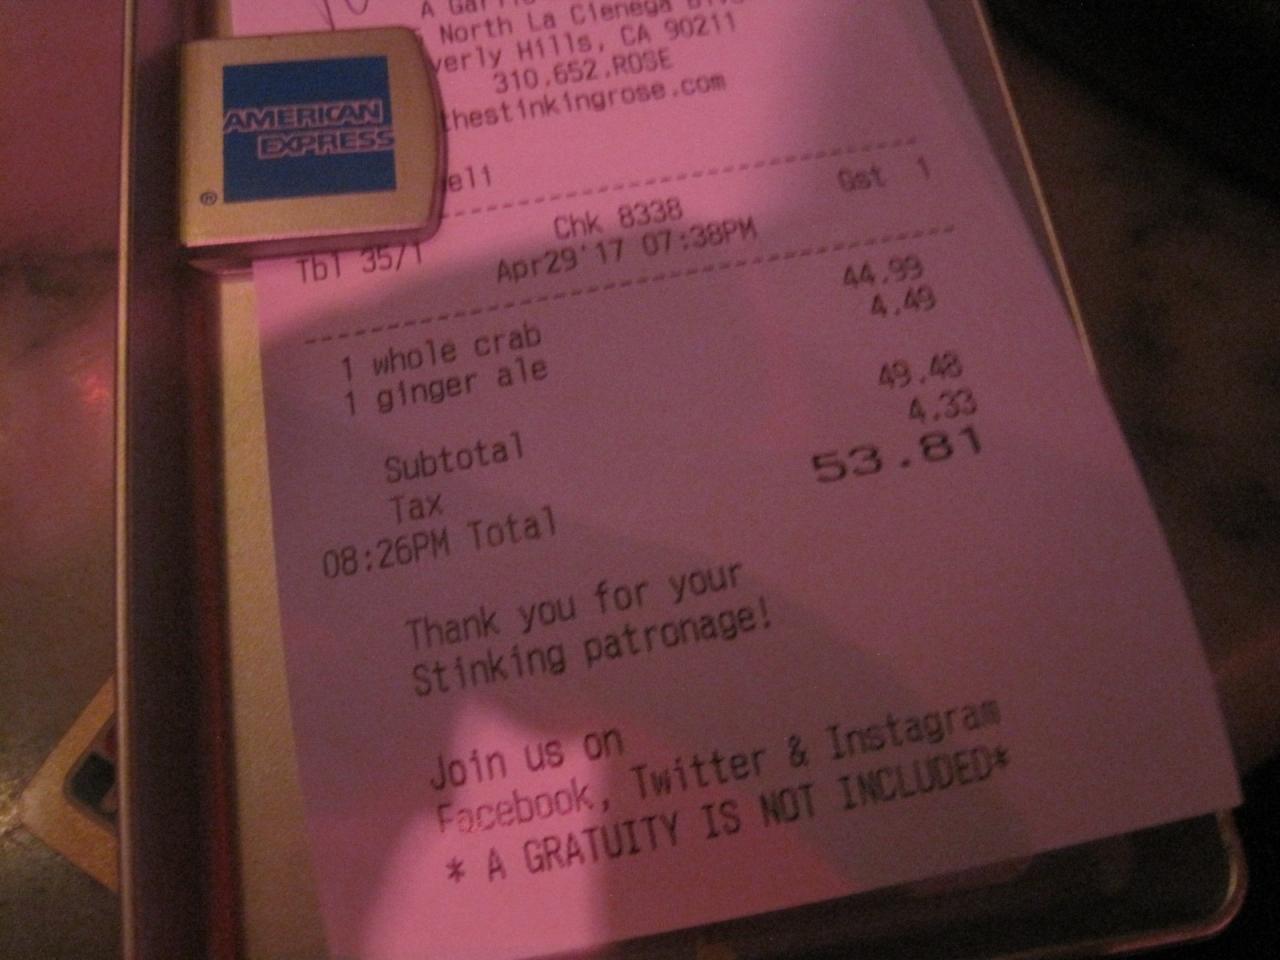 North La Cienega
Hills, CA 90211
310.652.ROSE
thestinkingrose.com
AMERICAN
EXPRESS
®
Tbl 35/1 Chk 8338 Gst 1
Apr29'17 07:38PM
1 whole crab 44.99
1 ginger ale 4.49
Subtotal 49.48
Tax 4.33
08:26PM Total 53.81
Thank you for your
Stinking patronage!
Join us on
Facebook, Twitter & Instagram
* A GRATUITY IS NOT INCLUDED*